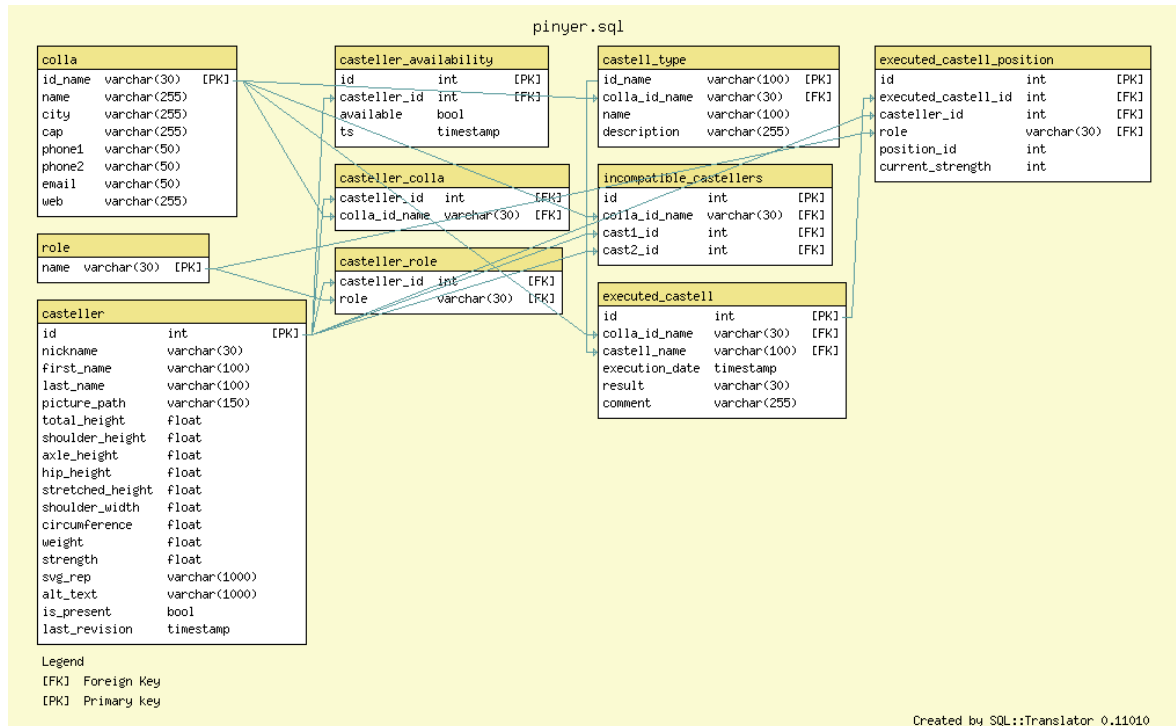 pinyer.sql
colla
id_name varchar(30) [PK]
name varchar(255)
city varchar(255)
cap varchar(255)
phone1 varchar(50)
phone2 varchar(50)
email varchar(50)
web varchar(255)
role
name varchar(30) [PK]
casteller
id int [PK]
nickname varchar(30)
first_name varchar(100)
last_name varchar(100)
picture_path varchar(150)
total_height float
shoulder_height float
axle_height float
hip_height float
stretched_height float
shoulder_width float
circumference float
weight float
strength float
svg_rep varchar(1000)
alt_text varchar(1000)
is_present bool
last_revision timestamp
casteller_availability
id int [PK]
casteller_id int [FK]
available bool
ts timestamp
casteller_colla
casteller_id int [FK]
colla_id_name varchar(30) [FK]
casteller_role
casteller_id int [FK]
role varchar(30) [FK]
castell_type
id_name varchar(100) [PK]
colla_id_name varchar(30) [FK]
name varchar(100)
description varchar(255)
incompatible_castellers
id int [PK]
colla_id_name varchar(30) [FK]
cast1_id int [FK]
cast2_id int [FK]
executed_castell
id int [PK]
colla_id_name varchar(30) [FK]
castell_name varchar(100) [FK]
execution_date timestamp
result varchar(30)
comment varchar(255)
executed_castell_position
id int [PK]
executed_castell_id int [FK]
casteller_id int [FK]
role varchar(30) [FK]
position_id int
current_strength int
Legend
[FK] Foreign Key
[PK] Primary key
Created by SQL::Translator 0.11010